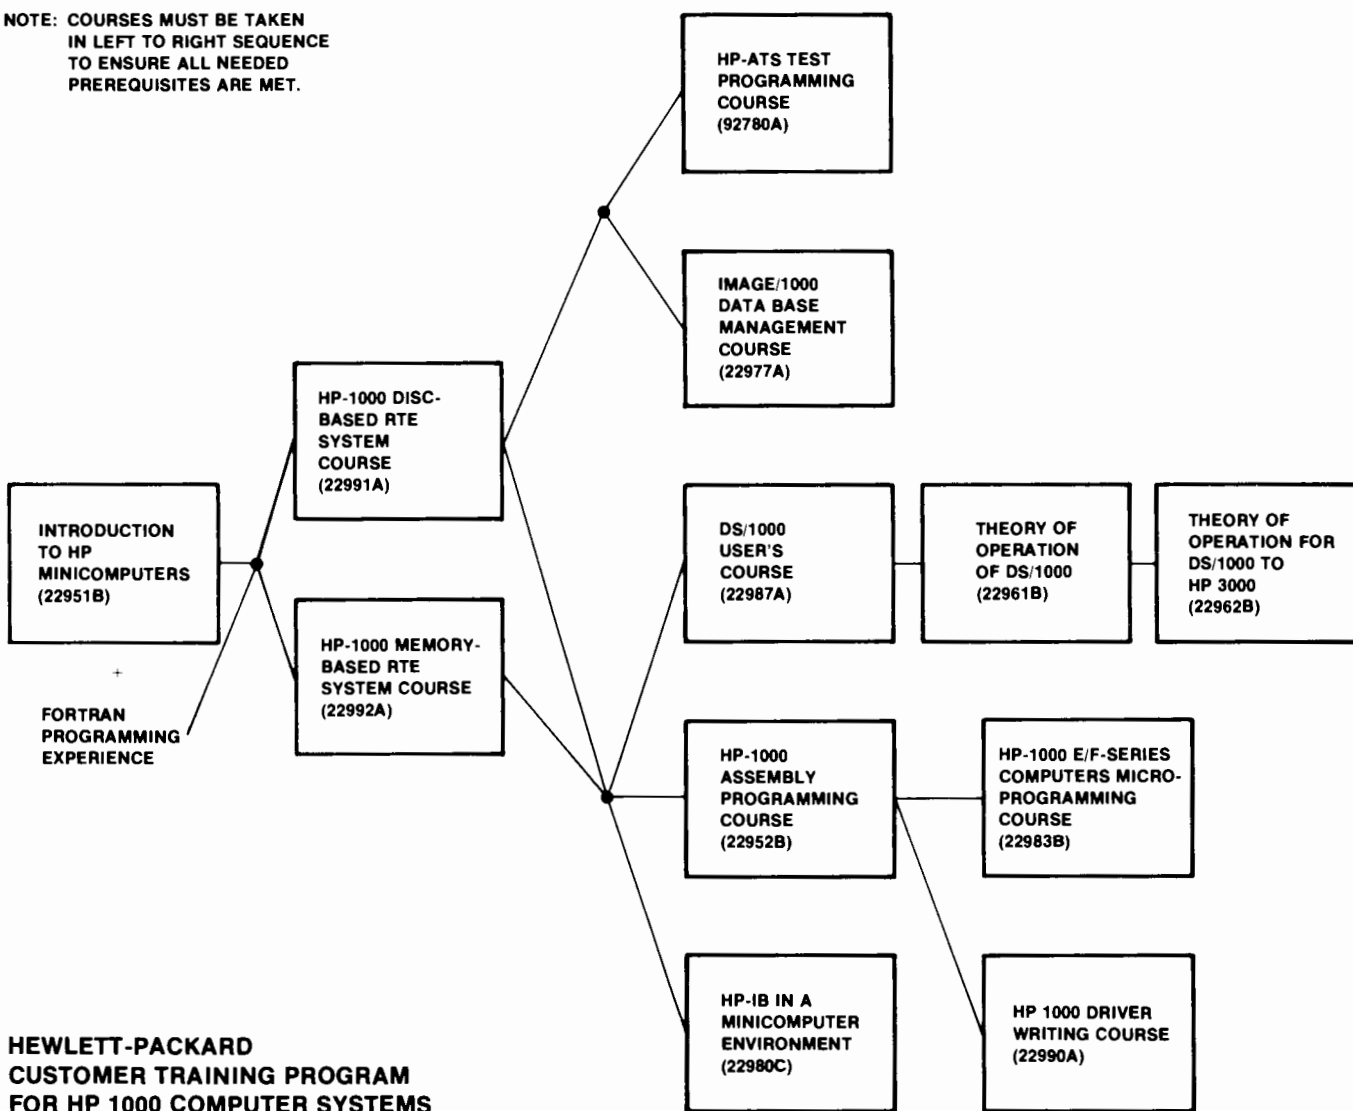 NOTE: COURSES MUST BE TAKEN
IN LEFT TO RIGHT SEQUENCE
TO ENSURE ALL NEEDED
PREREQUISITES ARE MET.
HP-ATS TEST
PROGRAMMING
COURSE
(92780A)
IMAGE/1000
DATA BASE
MANAGEMENT
COURSE
(22977A)
HP-1000 DISC-
BASED RTE
SYSTEM
COURSE
(22991A)
INTRODUCTION
TO HP
MINICOMPUTERS
(22951B)
+
FORTRAN
PROGRAMMING
EXPERIENCE
HP-1000 MEMORY-
BASED RTE
SYSTEM COURSE
(22992A)
DS/1000
USER'S
COURSE
(22987A)
THEORY OF
OPERATION
OF DS/1000
(22961B)
THEORY OF
OPERATION FOR
DS/1000 TO
HP 3000
(22962B)
HP-1000
ASSEMBLY
PROGRAMMING
COURSE
(22952B)
HP-1000 E/F-SERIES
COMPUTERS MICRO-
PROGRAMMING
COURSE
(22983B)
HP-IB IN A
MINICOMPUTER
ENVIRONMENT
(22980C)
HP 1000 DRIVER
WRITING COURSE
(22990A)
HEWLETT-PACKARD
CUSTOMER TRAINING PROGRAM
FOR HP 1000 COMPUTER SYSTEMS